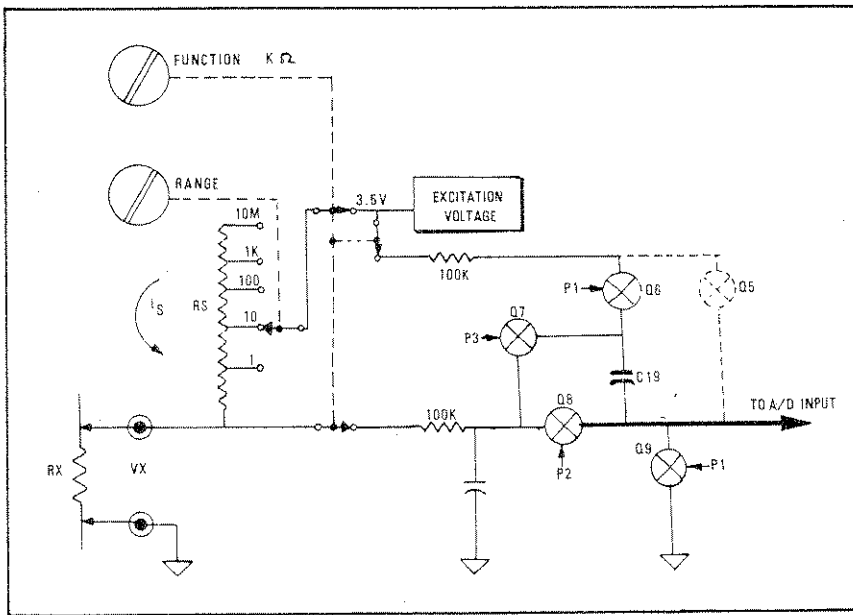 FUNCTION KΩ
RANGE
3.5V
EXCITATION
VOLTAGE
10M
1K
100
RS
10
1
iS
100K
P1
Q6
Q5
Q7
P3
C19
TO A/D INPUT
100K
Q8
P2
Q9
P1
RX
VX